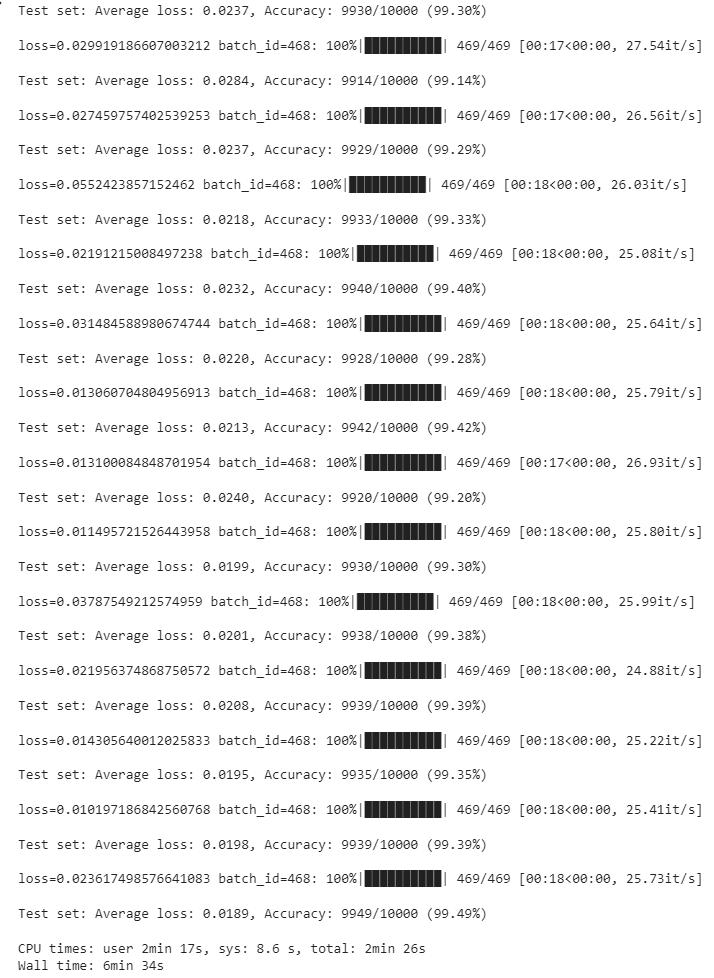 Test set: Average loss: 0.0237, Accuracy: 9930/10000 (99.30%)
loss=0.029919186607003212 batch_id=468: 100%|██████████| 469/469 [00:17<00:00, 27.54it/s]
Test set: Average loss: 0.0284, Accuracy: 9914/10000 (99.14%)
loss=0.027459757402539253 batch_id=468: 100%|██████████| 469/469 [00:17<00:00, 26.56it/s]
Test set: Average loss: 0.0237, Accuracy: 9929/10000 (99.29%)
loss=0.0552423857152462 batch_id=468: 100%|██████████| 469/469 [00:18<00:00, 26.03it/s]
Test set: Average loss: 0.0218, Accuracy: 9933/10000 (99.33%)
loss=0.02191215008497238 batch_id=468: 100%|██████████| 469/469 [00:18<00:00, 25.08it/s]
Test set: Average loss: 0.0232, Accuracy: 9940/10000 (99.40%)
loss=0.031484588980674744 batch_id=468: 100%|██████████| 469/469 [00:18<00:00, 25.64it/s]
Test set: Average loss: 0.0220, Accuracy: 9928/10000 (99.28%)
loss=0.013060704804956913 batch_id=468: 100%|██████████| 469/469 [00:18<00:00, 25.79it/s]
Test set: Average loss: 0.0213, Accuracy: 9942/10000 (99.42%)
loss=0.013100084848701954 batch_id=468: 100%|██████████| 469/469 [00:17<00:00, 26.93it/s]
Test set: Average loss: 0.0240, Accuracy: 9920/10000 (99.20%)
loss=0.011495721526443958 batch_id=468: 100%|██████████| 469/469 [00:18<00:00, 25.80it/s]
Test set: Average loss: 0.0199, Accuracy: 9930/10000 (99.30%)
loss=0.03787549212574959 batch_id=468: 100%|██████████| 469/469 [00:18<00:00, 25.99it/s]
Test set: Average loss: 0.0201, Accuracy: 9938/10000 (99.38%)
loss=0.021956374868750572 batch_id=468: 100%|██████████| 469/469 [00:18<00:00, 24.88it/s]
Test set: Average loss: 0.0208, Accuracy: 9939/10000 (99.39%)
loss=0.014305640012025833 batch_id=468: 100%|██████████| 469/469 [00:18<00:00, 25.22it/s]
Test set: Average loss: 0.0195, Accuracy: 9935/10000 (99.35%)
loss=0.010197186842560768 batch_id=468: 100%|██████████| 469/469 [00:18<00:00, 25.41it/s]
Test set: Average loss: 0.0198, Accuracy: 9939/10000 (99.39%)
loss=0.023617498576641083 batch_id=468: 100%|██████████| 469/469 [00:18<00:00, 25.73it/s]
Test set: Average loss: 0.0189, Accuracy: 9949/10000 (99.49%)
CPU times: user 2min 17s, sys: 8.6 s, total: 2min 26s
Wall time: 6min 34s